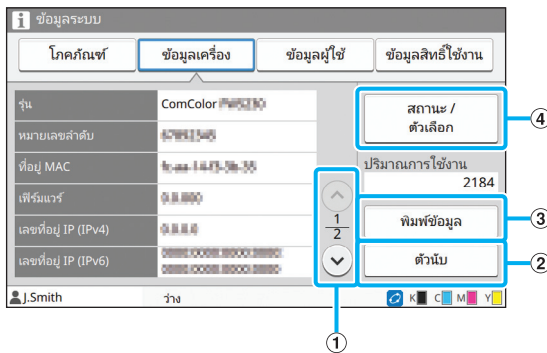 i ข้อมูลระบบ
โภคภัณฑ์ ข้อมูลเครื่อง ข้อมูลผู้ใช้ ข้อมูลสิทธิ์ใช้งาน
รุ่น ComColor
หมายเลขลำดับ
ที่อยู่ MAC
เฟิร์มแวร์
เลขที่อยู่ IP (IPv4)
เลขที่อยู่ IP (IPv6)
1
2
สถานะ /
ตัวเลือก
④
ปริมาณการใช้งาน
2184
พิมพ์ข้อมูล
③
ตัวนับ
②
J.Smith ว่าง K C M Y
①